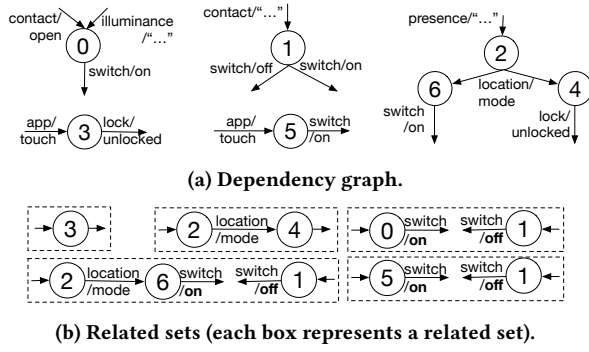 contact/
open
illuminance
/“...”
0
switch/on
app/
touch
3
lock/
unlocked
contact/“...”
1
switch/off
switch/on
app/
touch
5
switch
/on
presence/“...”
2
location/
mode
6
4
switch
/on
lock/
unlocked
(a) Dependency graph.
3
2
location
/mode
4
0
switch
/on
switch
/off
1
2
location
/mode
6
switch
/on
switch
/off
1
5
switch
/on
switch
/off
1
(b) Related sets (each box represents a related set).